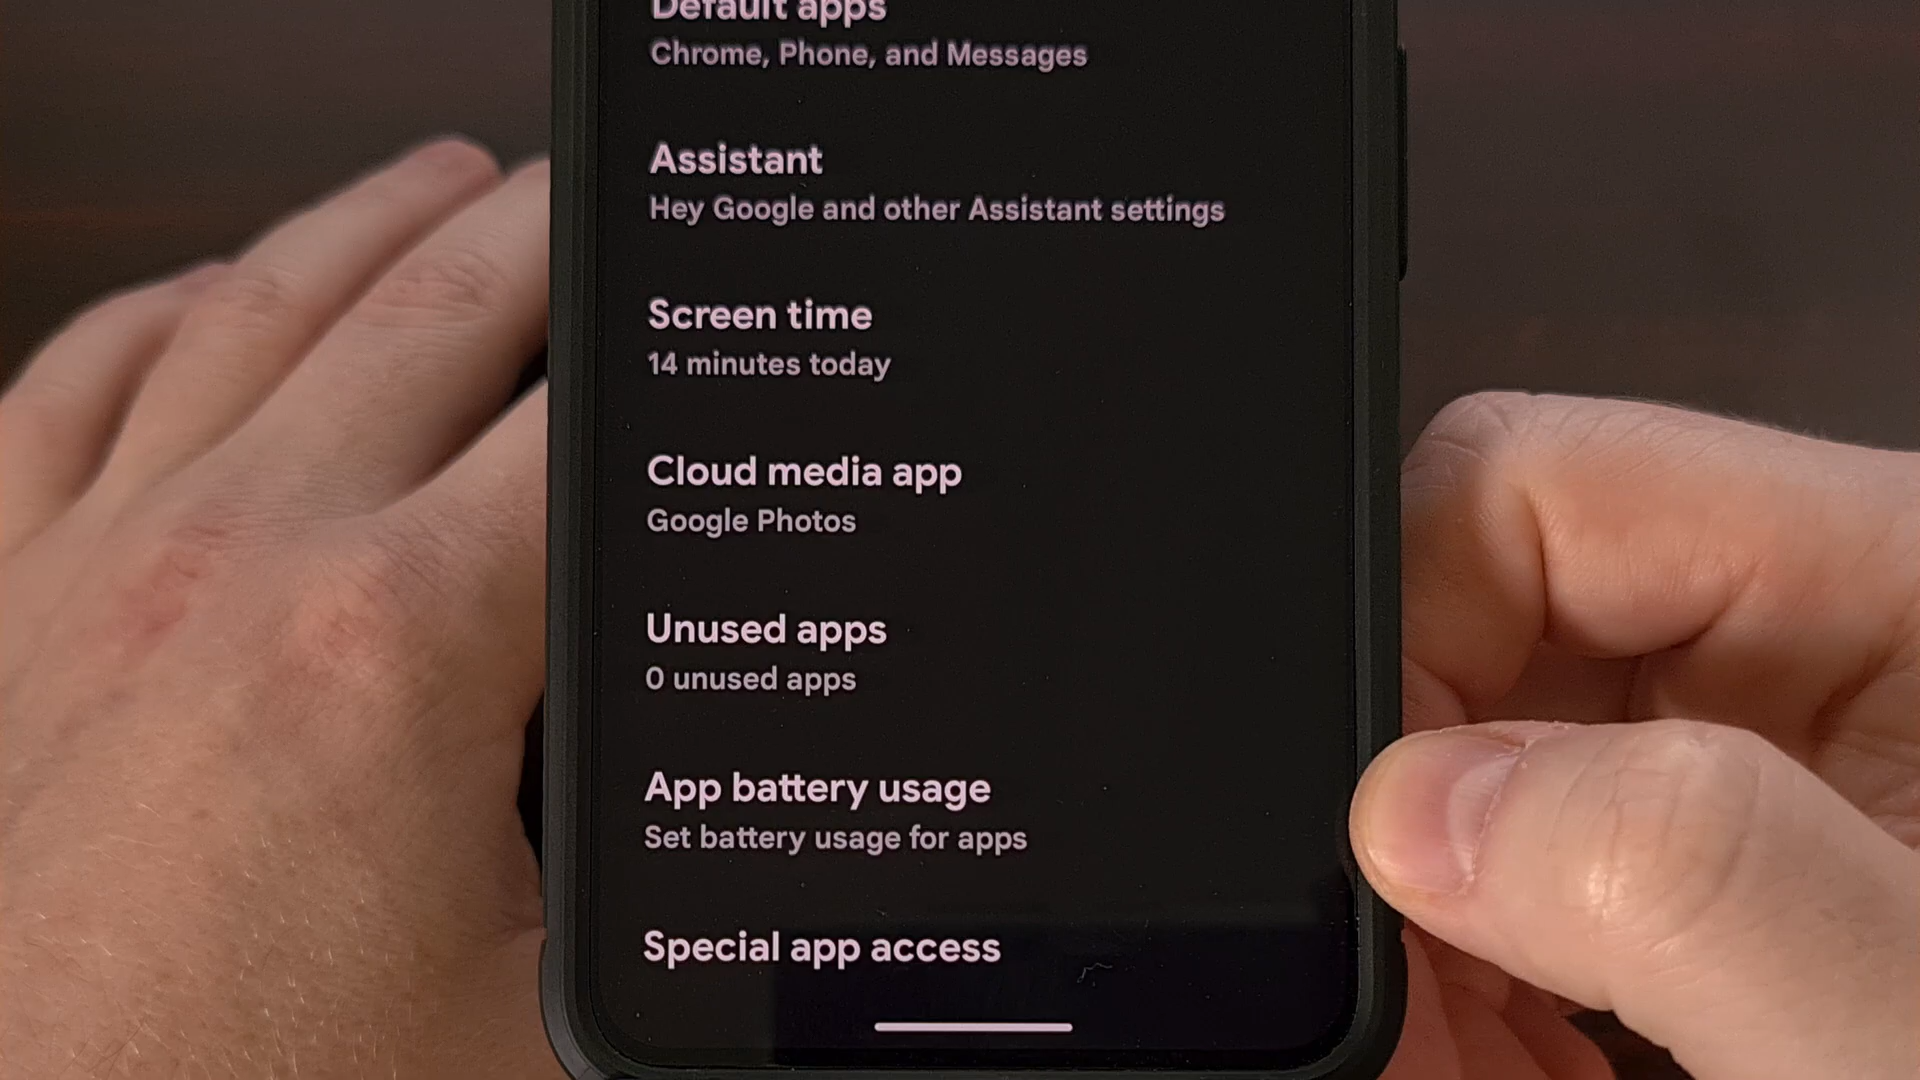 Default apps
Chrome, Phone, and Messages
Assistant
Hey Google and other Assistant settings
Screen time
14 minutes today
Cloud media app
Google Photos
Unused apps
0 unused apps
App battery usage
Set battery usage for apps
Special app access